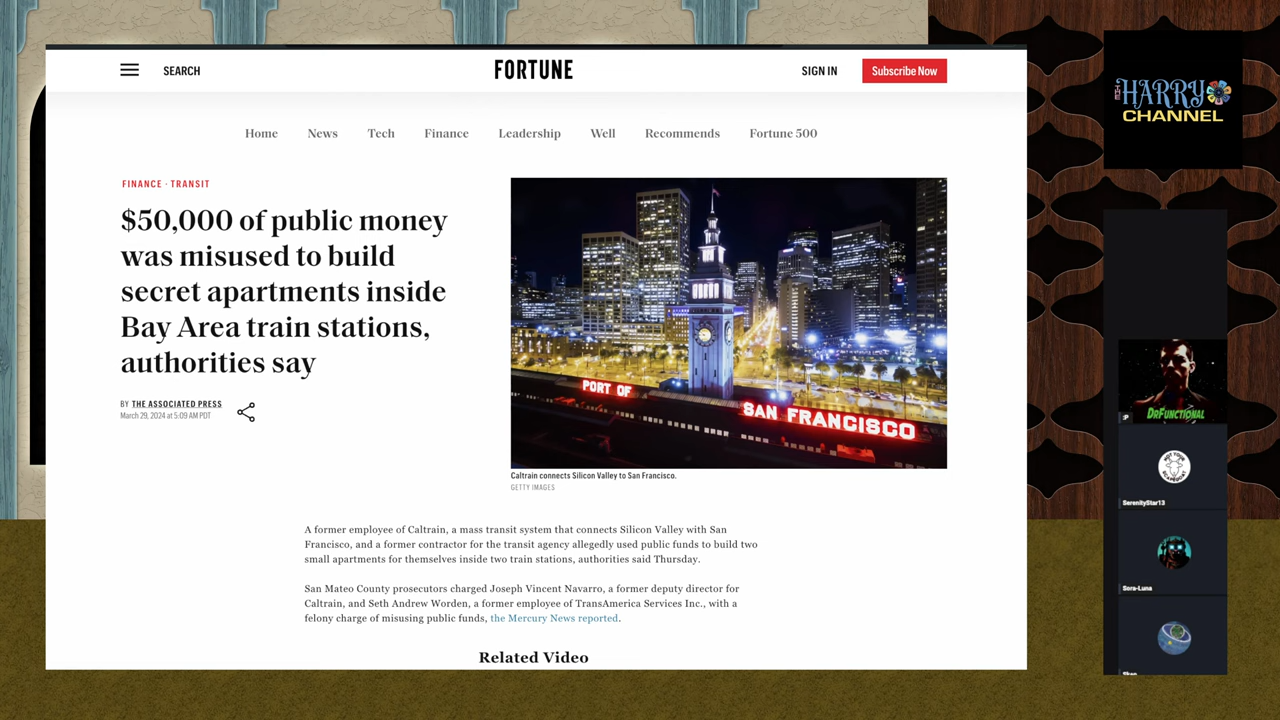 SEARCH
FORTUNE
SIGN IN
Subscribe Now
Home
News
Tech
Finance
Leadership
Well
Recommends
Fortune 500
FINANCE · TRANSIT
$50,000 of public money
was misused to build
secret apartments inside
Bay Area train stations,
authorities say
BY THE ASSOCIATED PRESS
March 29, 2024 at 5:09 AM PDT
PORT OF
SAN FRANCISCO
Caltrain connects Silicon Valley to San Francisco.
GETTY IMAGES
A former employee of Caltrain, a mass transit system that connects Silicon Valley with San
Francisco, and a former contractor for the transit agency allegedly used public funds to build two
small apartments for themselves inside two train stations, authorities said Thursday.
San Mateo County prosecutors charged Joseph Vincent Navarro, a former deputy director for
Caltrain, and Seth Andrew Worden, a former employee of TransAmerica Services Inc., with a
felony charge of misusing public funds, the Mercury News reported.
Related Video
THE HARRY
CHANNEL
DRFUNCTIONAL
:P
NOT YOUR
SCAPEGOAT
SerenityStar13
Sora-Luna